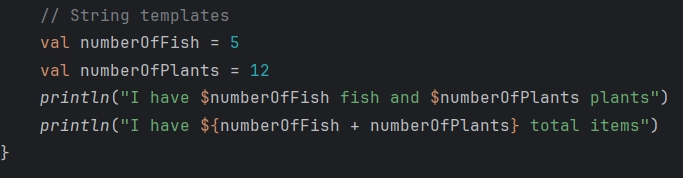 // String templates
val numberOfFish = 5
val numberOfPlants = 12
println("I have $numberOfFish fish and $numberOfPlants plants")
println("I have ${numberOfFish + numberOfPlants} total items")
}